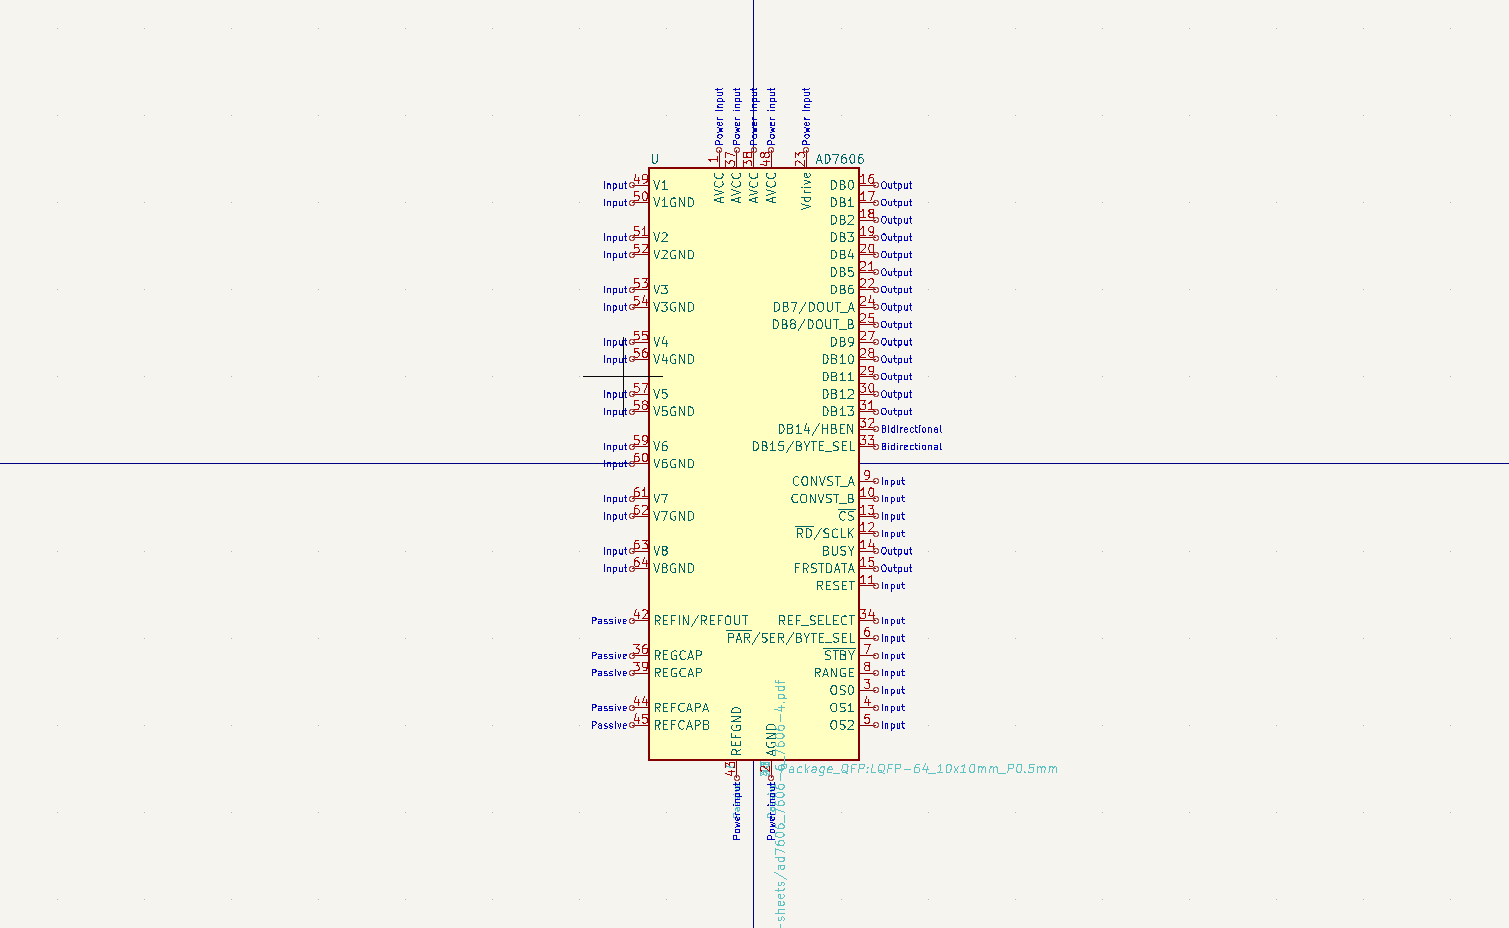 Power Input
Power input
Power Input
Power input
Power Input
1
37
38
48
23
U
AD7606
AVCC
AVCC
AVCC
AVCC
Vdrive
Input 49 V1
Input 50 V1GND
Input 51 V2
Input 52 V2GND
Input 53 V3
Input 54 V3GND
Input 55 V4
Input 56 V4GND
Input 57 V5
Input 58 V5GND
Input 59 V6
Input 60 V6GND
Input 61 V7
Input 62 V7GND
Input 63 V8
Input 64 V8GND
Passive 42 REFIN/REFOUT
Passive 36 REGCAP
Passive 39 REGCAP
Passive 44 REFCAPA
Passive 45 REFCAPB
DB0 16 Output
DB1 17 Output
DB2 18 Output
DB3 19 Output
DB4 20 Output
DB5 21 Output
DB6 22 Output
DB7/DOUT_A 24 Output
DB8/DOUT_B 25 Output
DB9 27 Output
DB10 28 Output
DB11 29 Output
DB12 30 Output
DB13 31 Output
DB14/HBEN 32 Bidirectional
DB15/BYTE_SEL 33 Bidirectional
CONVST_A 9 Input
CONVST_B 10 Input
CS 13 Input
RD/SCLK 12 Input
BUSY 14 Output
FRSTDATA 15 Output
RESET 11 Input
REF_SELECT 34 Input
PAR/SER/BYTE_SEL 6 Input
STBY 7 Input
RANGE 8 Input
OS0 3 Input
OS1 4 Input
OS2 5 Input
REFGND
AGND
Power input
Power input
Package_QFP:LQFP-64_10x10mm_P0.5mm
-sheets/ad7606_7606-6_7606-4.pdf